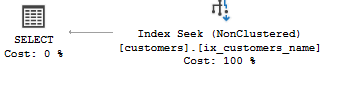 SELECT
Cost: 0 %
Index Seek (NonClustered)
[customers].[ix_customers_name]
Cost: 100 %